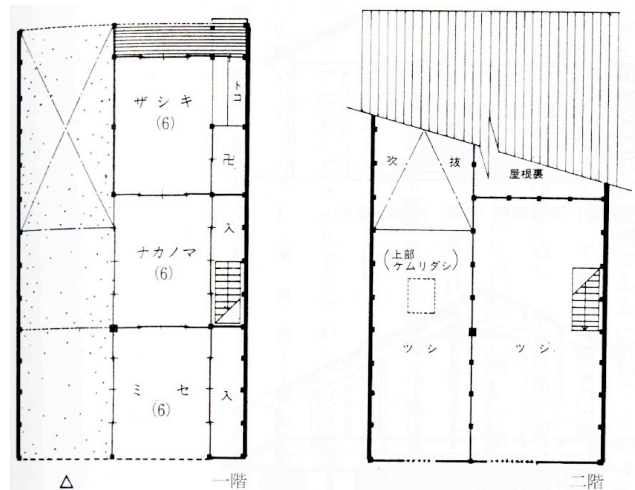 ザシキ
(6)
トコ
卍
ナカノマ
(6)
入
ミセ
(6)
入
一階
吹抜
屋根裏
(上部
ケムリダシ)
ツシ
ツシ
二階